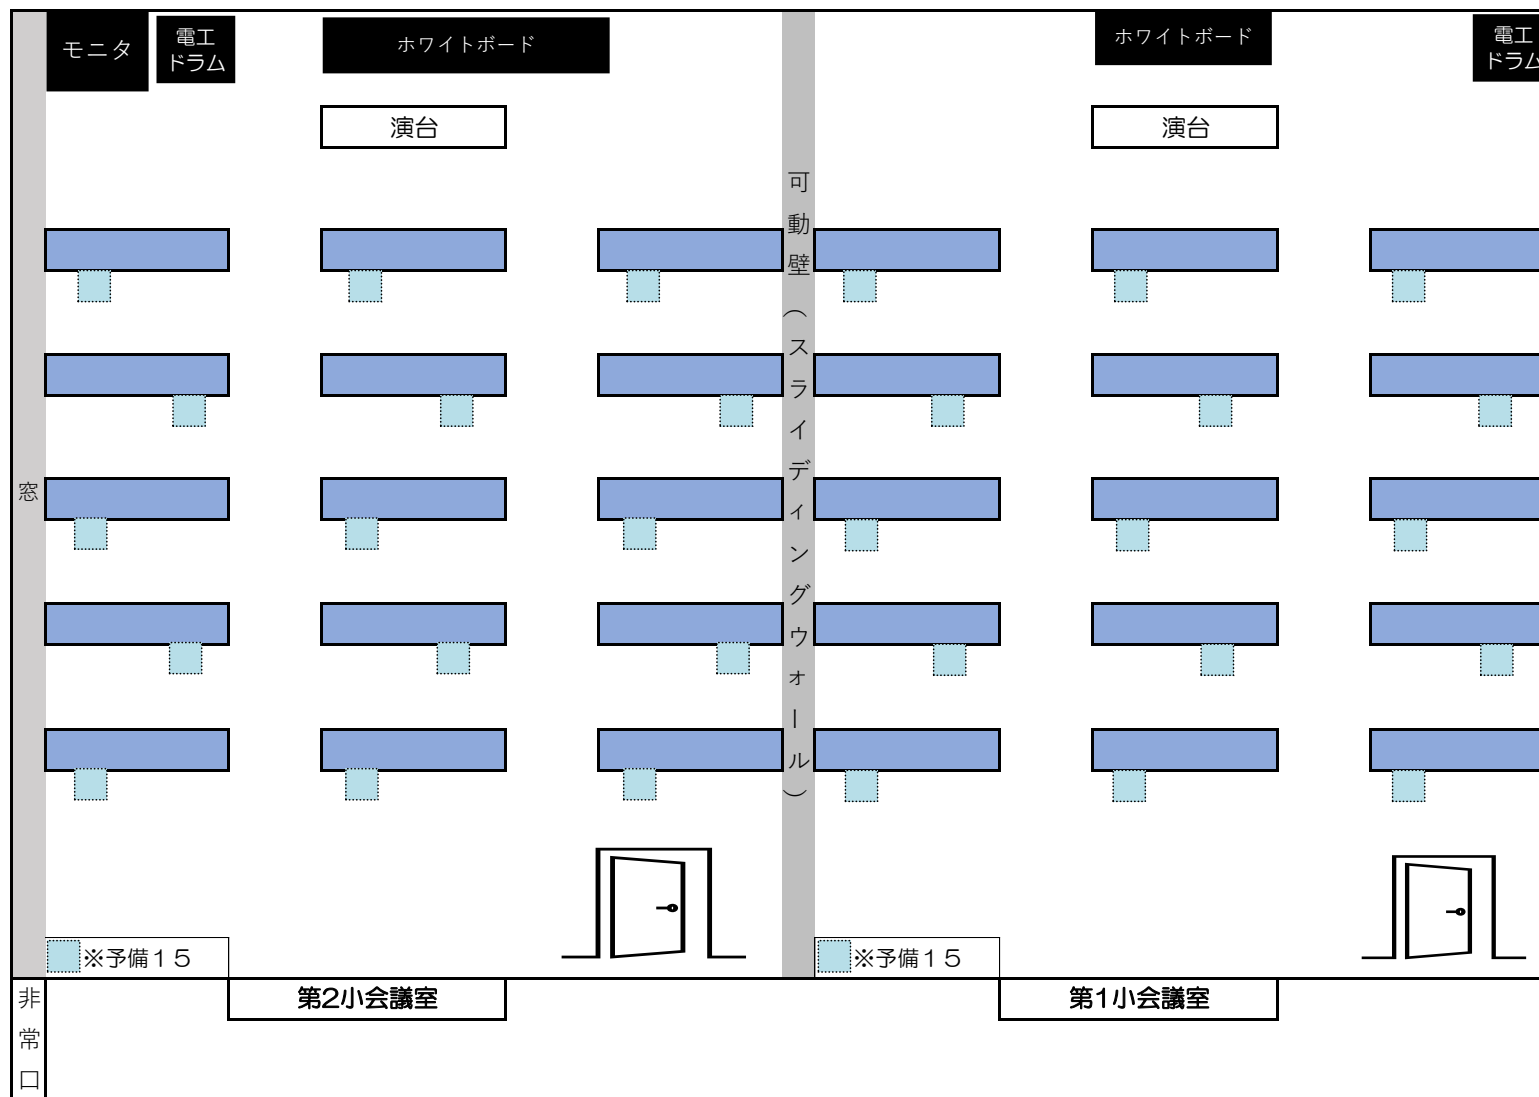 モニタ
電工
ドラム
ホワイトボード
ホワイトボード
電工
ドラム
演台
演台
可動壁（スライディングウォール）
窓
※予備１５
※予備１５
第2小会議室
第1小会議室
非常口